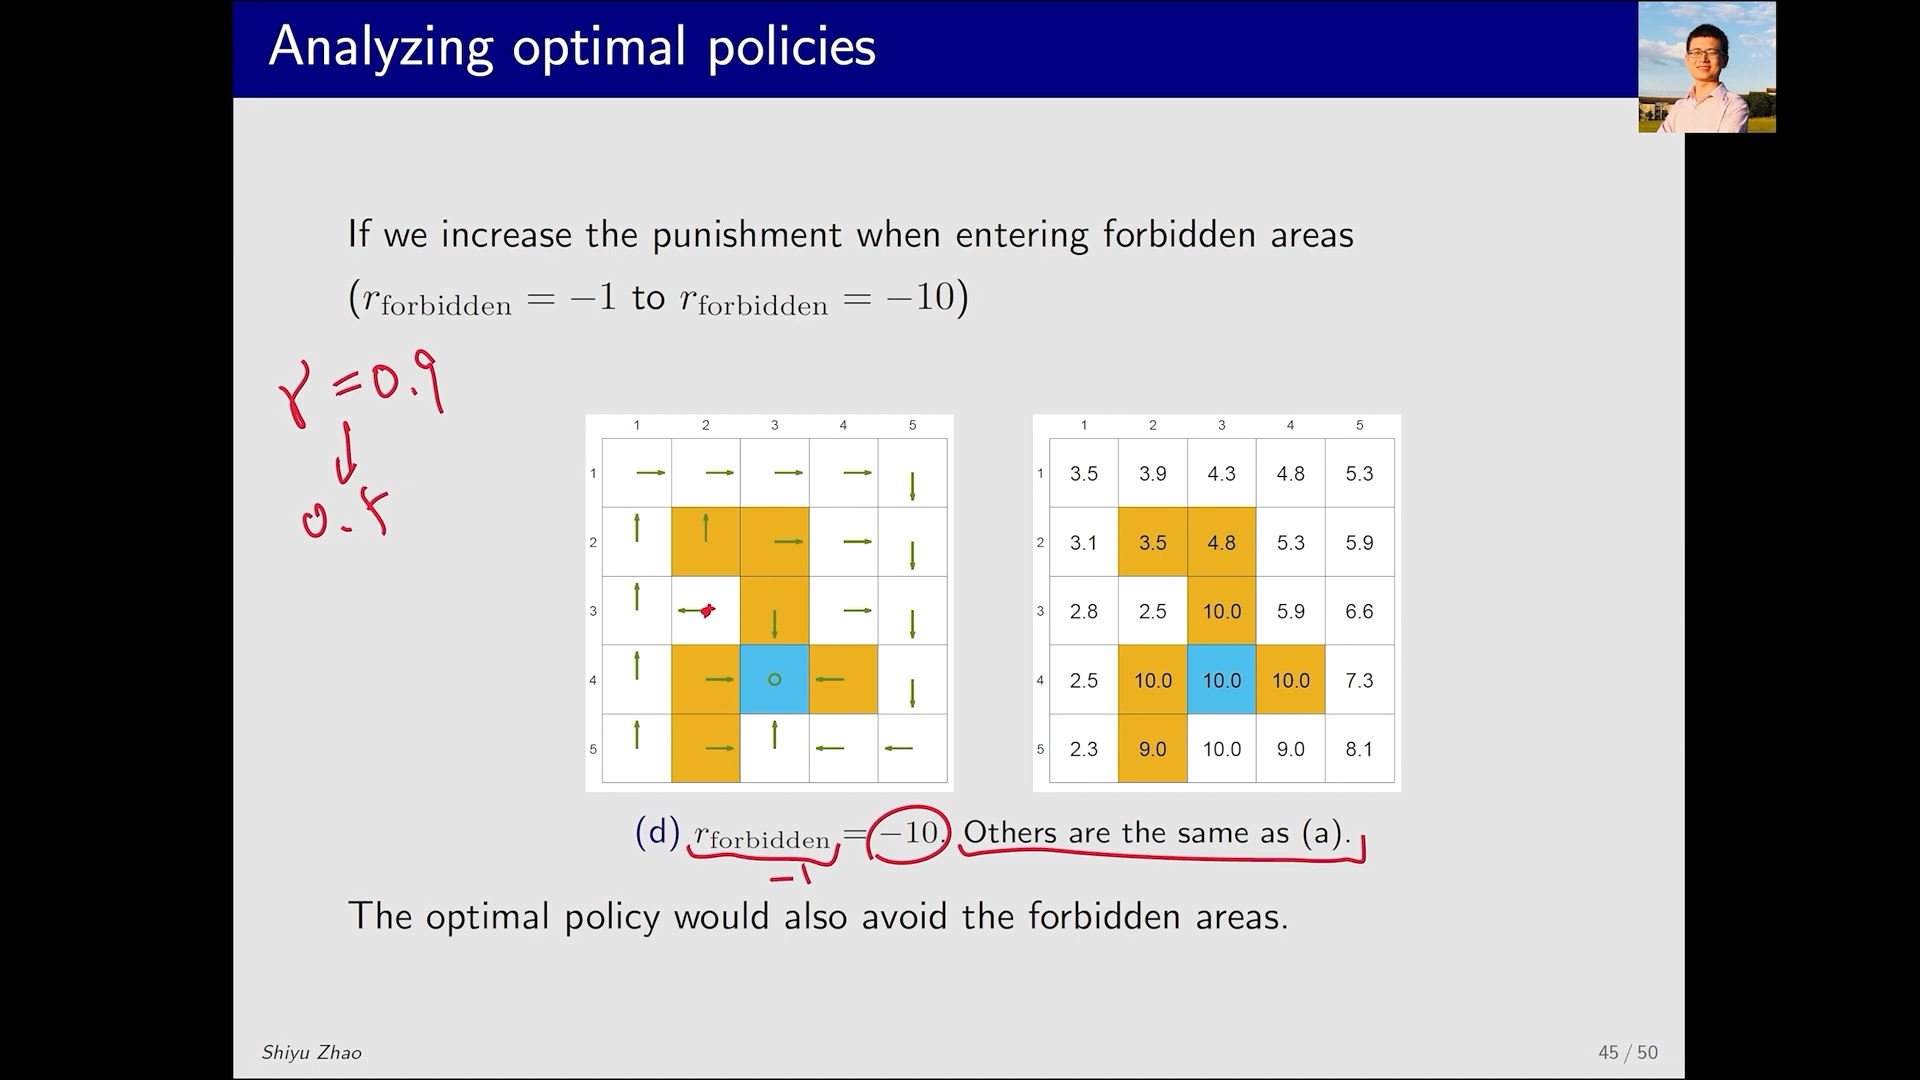 Analyzing optimal policies
If we increase the punishment when entering forbidden areas
(r_forbidden = −1 to r_forbidden = −10)
γ = 0.9
↓
0.5
1 2 3 4 5
1
2
3
4
5
1 2 3 4 5
1 3.5 3.9 4.3 4.8 5.3
2 3.1 3.5 4.8 5.3 5.9
3 2.8 2.5 10.0 5.9 6.6
4 2.5 10.0 10.0 10.0 7.3
5 2.3 9.0 10.0 9.0 8.1
(d) r_forbidden = −10. Others are the same as (a).
−1
The optimal policy would also avoid the forbidden areas.
Shiyu Zhao
45 / 50